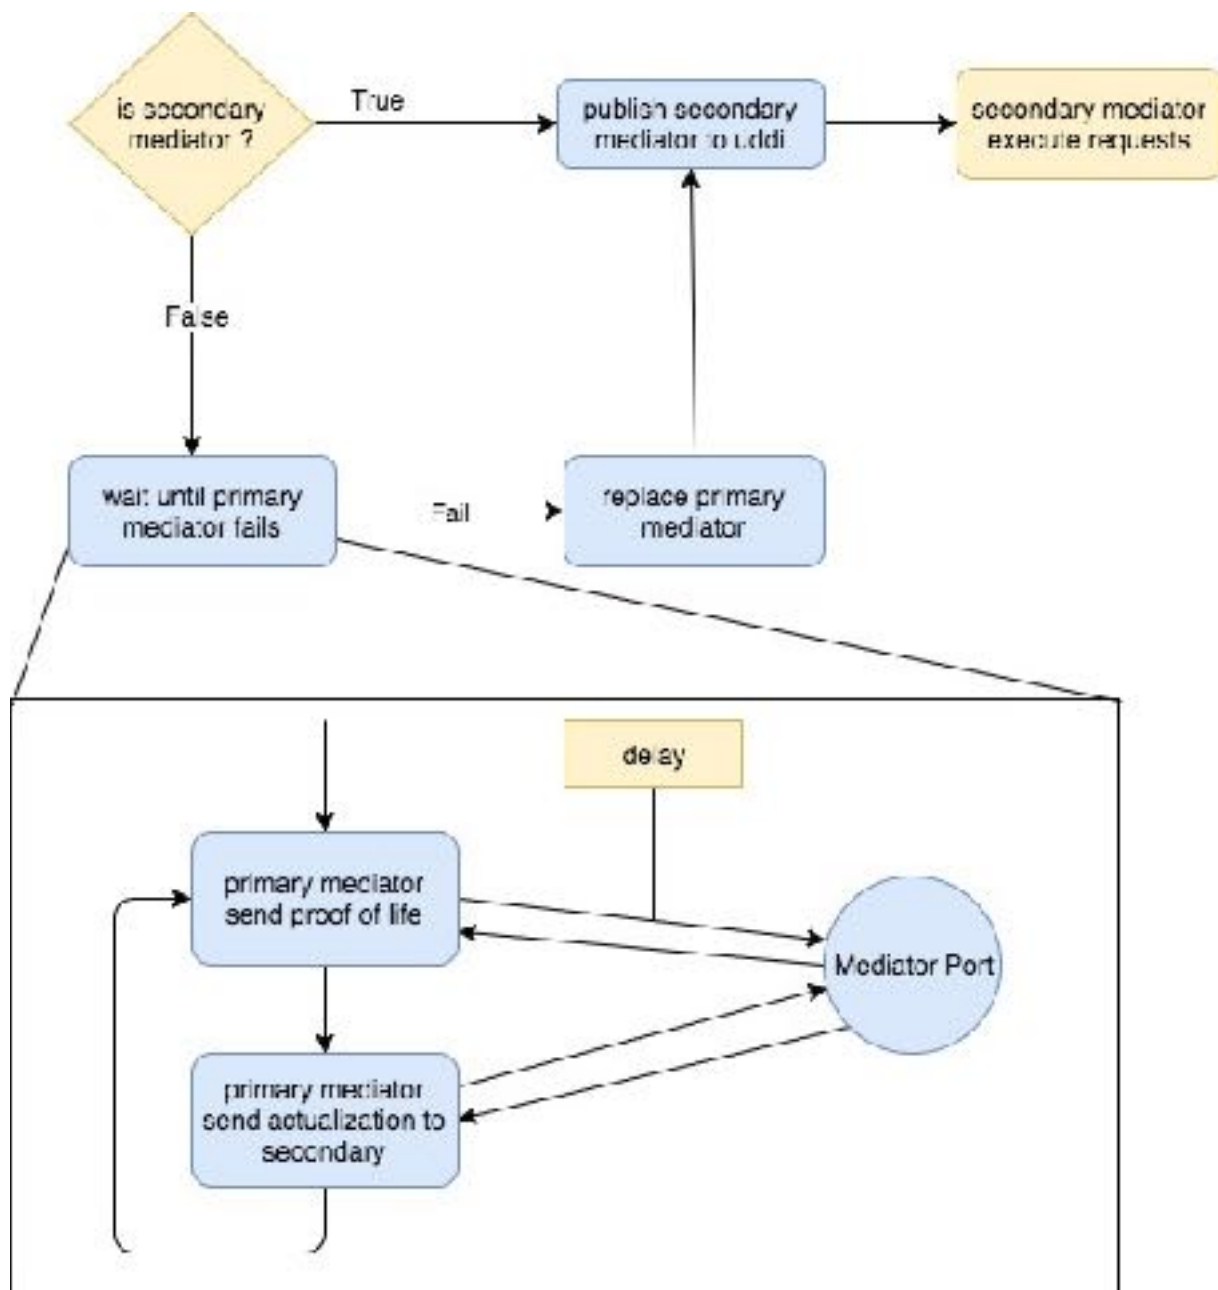 is secondary
mediator ?
True
publish secondary
mediator to uddi
secondary mediator
execute requests
False
wait until primary
mediator fails
Fail
replace primary
mediator
delay
primary mediator
send proof of life
Mediator Port
primary mediator
send actualization to
secondary